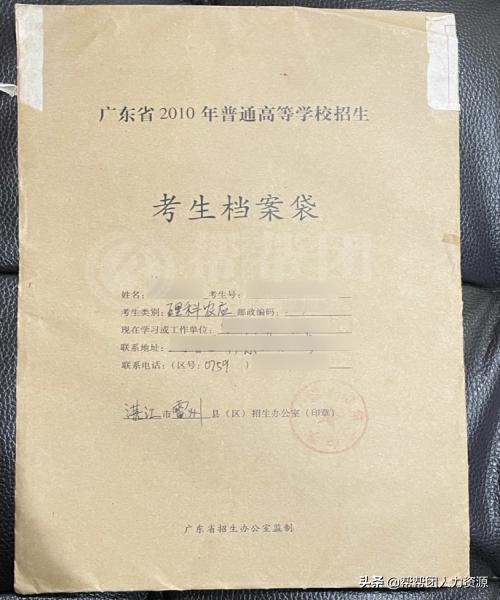 广东省2010年普通高等学校招生
考生档案袋
帮帮团
姓名: 考生号:
考生类别: 理科农应 邮政编码:
现在学习或工作单位:
联系地址:
联系电话:(区号:0759 )
湛江市雷州县(区)招生办公室(印章)
广东省招生办公室监制
头条@帮帮团人力资源